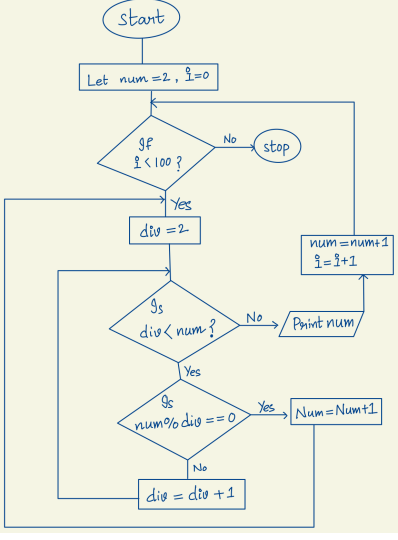 start
Let num=2, i=0
If
i<100?
No
stop
Yes
div=2
num=num+1
i=i+1
Is
div<num?
No
Print num
Yes
Is
num%div==0
Yes
Num=Num+1
No
div = div +1